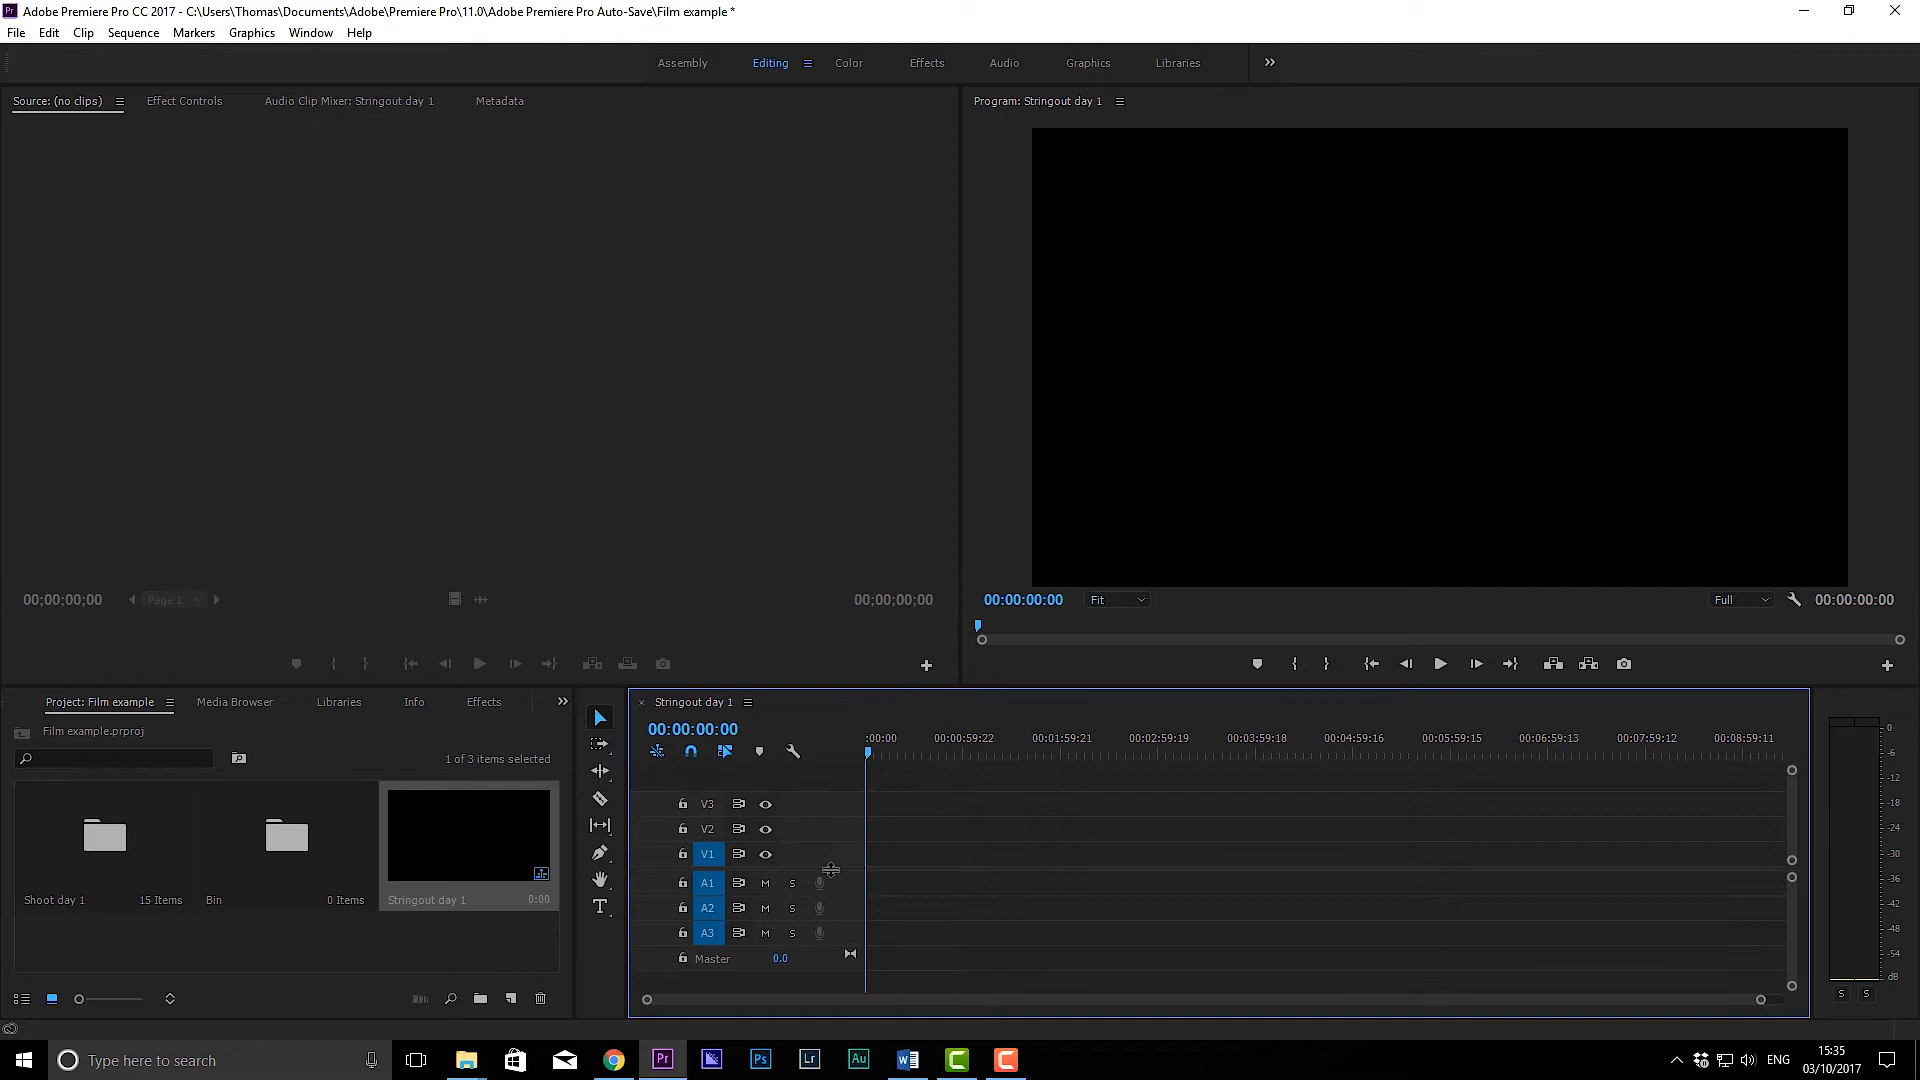 Pr Adobe Premiere Pro CC 2017 - C:\Users\Thomas\Documents\Adobe\Premiere Pro\11.0\Adobe Premiere Pro Auto-Save\Film example *
File Edit Clip Sequence Markers Graphics Window Help
Assembly Editing Color Effects Audio Graphics Libraries
Source: (no clips) Effect Controls Audio Clip Mixer: Stringout day 1 Metadata
Program: Stringout day 1
00;00;00;00 Page 1 00;00;00;00
00:00:00:00 Fit Full 00:00:00:00
Project: Film example Media Browser Libraries Info Effects
Film example.prproj
1 of 3 items selected
Shoot day 1 15 Items Bin 0 Items Stringout day 1 0:00
Stringout day 1
00:00:00:00
:00:00 00:00:59:22 00:01:59:21 00:02:59:19 00:03:59:18 00:04:59:16 00:05:59:15 00:06:59:13 00:07:59:12 00:08:59:11
V3
V2
V1
A1 M S
A2 M S
A3 M S
Master 0.0
0
-6
-12
-18
-24
-30
-36
-42
-48
-54
dB
S S
Type here to search Pr Ps Lr Au ENG 15:35
03/10/2017